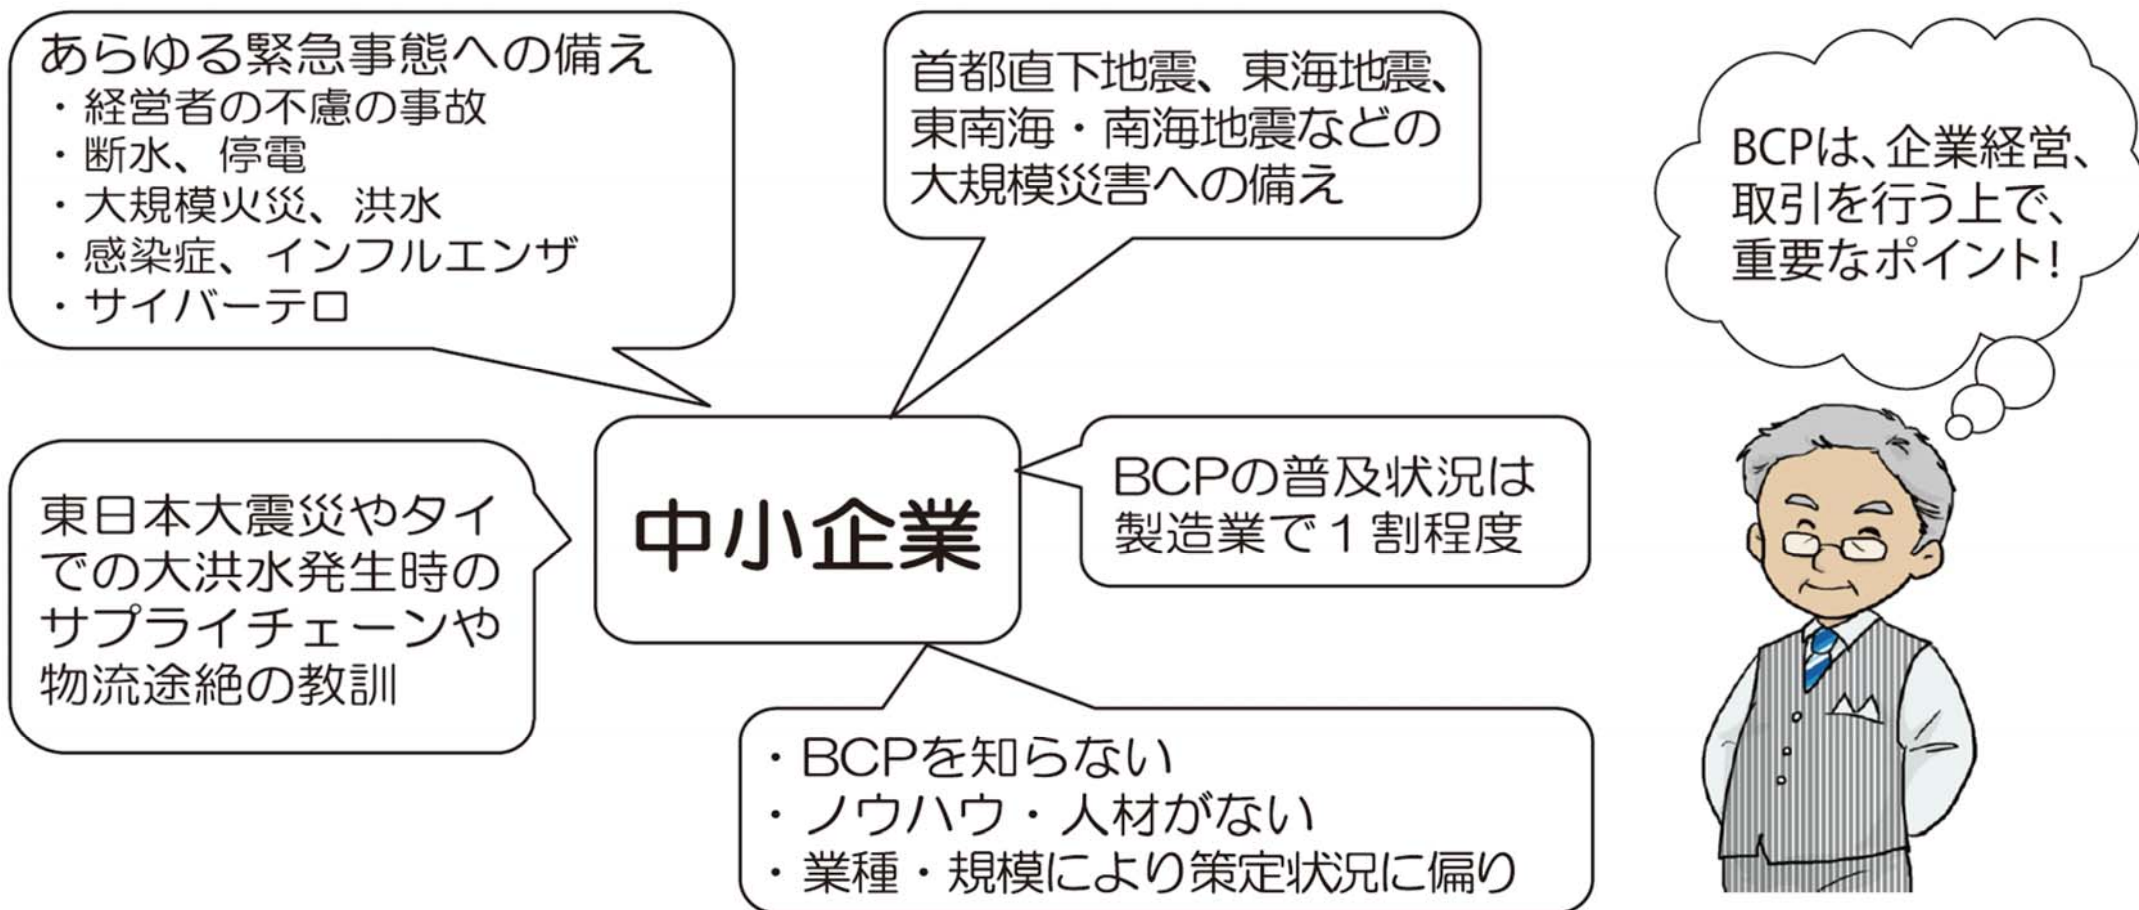 あらゆる緊急事態への備え
・経営者の不慮の事故
・断水、停電
・大規模火災、洪水
・感染症、インフルエンザ
・サイバーテロ
首都直下地震、東海地震、
東南海・南海地震などの
大規模災害への備え
BCPは、企業経営、
取引を行う上で、
重要なポイント!
東日本大震災やタイ
での大洪水発生時の
サプライチェーンや
物流途絶の教訓
中小企業
BCPの普及状況は
製造業で1割程度
・BCPを知らない
・ノウハウ・人材がない
・業種・規模により策定状況に偏り